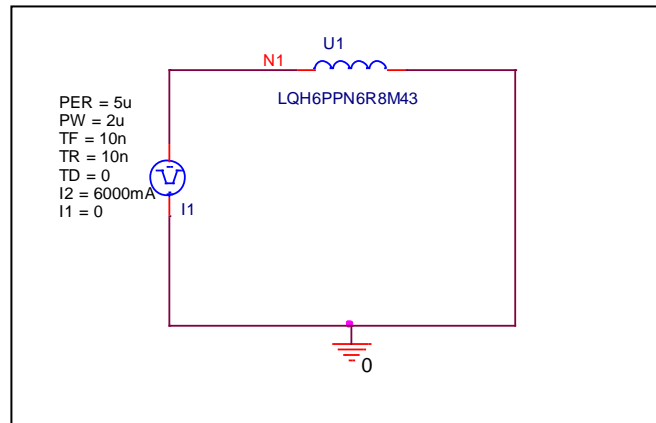 U1
N1
LQH6PPN6R8M43
PER = 5u
PW = 2u
TF = 10n
TR = 10n
TD = 0
I2 = 6000mA
I1 = 0
I1
-
0